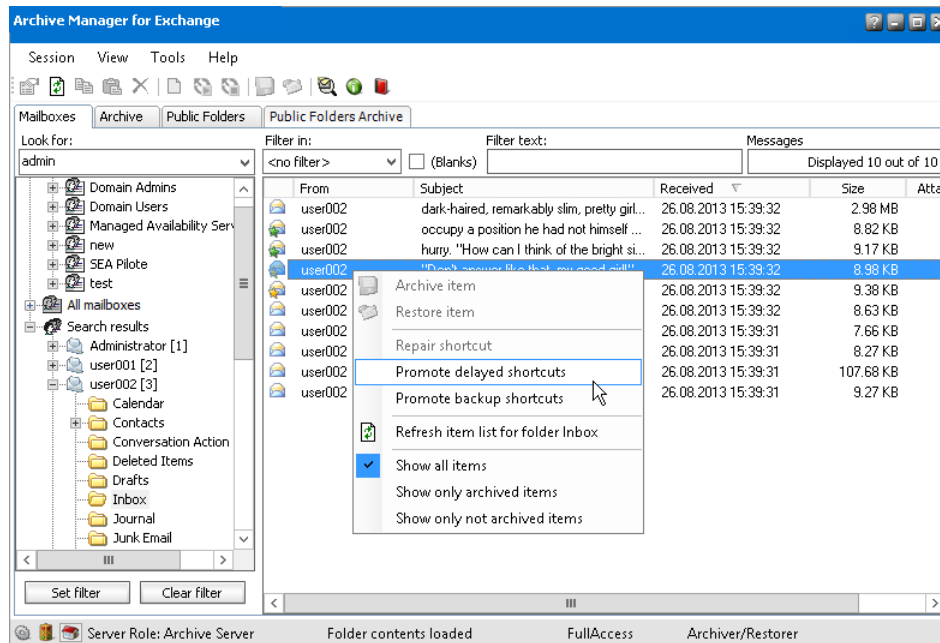 Archive Manager for Exchange
Session View Tools Help
Mailboxes Archive Public Folders Public Folders Archive
Look for: Filter in: Filter text: Messages
admin <no filter> (Blanks) Displayed 10 out of 10
From Subject Received Size Atta
Domain Admins
Domain Users
Managed Availability Serv
new
SEA Pilote
test
All mailboxes
Search results
Administrator [1]
user001 [2]
user002 [3]
Calendar
Contacts
Conversation Action
Deleted Items
Drafts
Inbox
Journal
Junk Email
user002 dark-haired, remarkably slim, pretty girl... 26.08.2013 15:39:32 2.98 MB
user002 occupy a position he had not himself ... 26.08.2013 15:39:32 8.82 KB
user002 hurry. "How can I think of the bright si... 26.08.2013 15:39:32 9.17 KB
user002 "Don't answer like that, my good girl!" 26.08.2013 15:39:32 8.98 KB
user002 26.08.2013 15:39:32 9.38 KB
user002 26.08.2013 15:39:32 8.63 KB
user002 26.08.2013 15:39:31 7.66 KB
user002 26.08.2013 15:39:31 8.27 KB
user002 26.08.2013 15:39:31 107.68 KB
user002 26.08.2013 15:39:31 9.27 KB
Archive item
Restore item
Repair shortcut
Promote delayed shortcuts
Promote backup shortcuts
Refresh item list for folder Inbox
Show all items
Show only archived items
Show only not archived items
Set filter Clear filter
Server Role: Archive Server Folder contents loaded FullAccess Archiver/Restorer